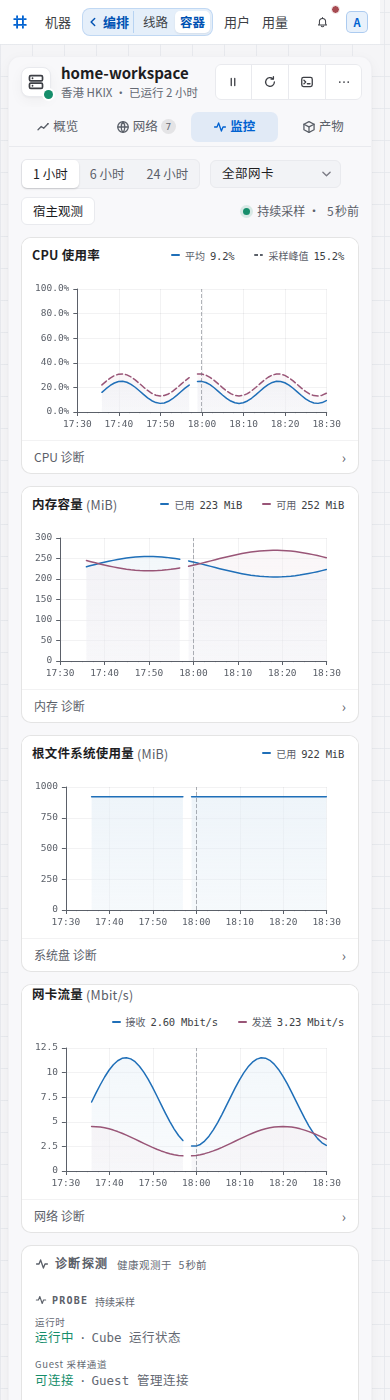 机器 编排 线路 容器 用户 用量 A
home-workspace
香港 HKIX • 已运行 2 小时
概览 网络 7 监控 产物
1 小时 6 小时 24 小时 全部网卡
宿主观测 持续采样 • 5秒前
CPU 使用率 平均 9.2% 采样峰值 15.2%
100.0%
80.0%
60.0%
40.0%
20.0%
0.0%
17:30 17:40 17:50 18:00 18:10 18:20 18:30
CPU 诊断 ›
内存容量 (MiB) 已用 223 MiB 可用 252 MiB
300
250
200
150
100
50
0
17:30 17:40 17:50 18:00 18:10 18:20 18:30
内存 诊断 ›
根文件系统使用量 (MiB) 已用 922 MiB
1000
750
500
250
0
17:30 17:40 17:50 18:00 18:10 18:20 18:30
系统盘 诊断 ›
网卡流量 (Mbit/s)
接收 2.60 Mbit/s 发送 3.23 Mbit/s
12.5
10
7.5
5
2.5
0
17:30 17:40 17:50 18:00 18:10 18:20 18:30
网络 诊断 ›
诊断探测 健康观测于 5秒前
PROBE 持续采样
运行时
运行中 · Cube 运行状态
Guest 采样通道
可连接 · Guest 管理连接